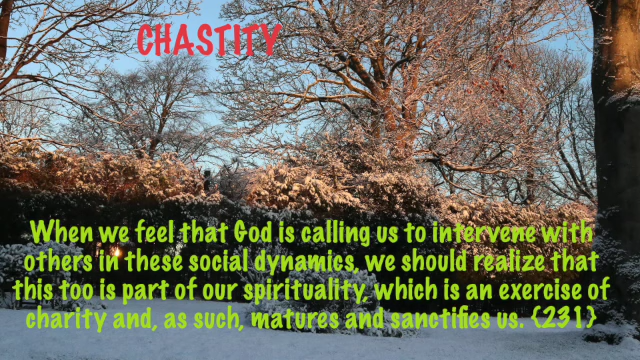 CHASTITY
When we feel that God is calling us to intervene with
others in these social dynamics, we should realize that
this too is part of our spirituality, which is an exercise of
charity and, as such, matures and sanctifies us. {231}